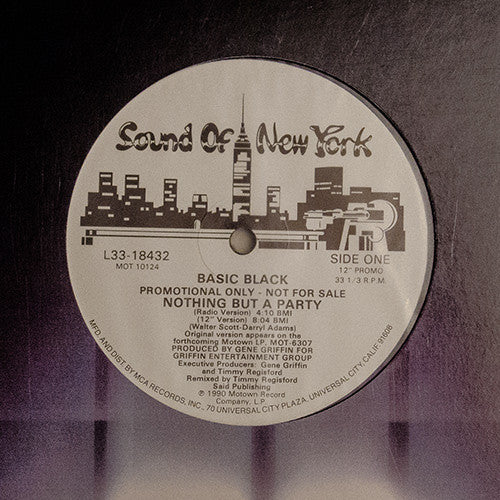 Sound Of New York
L33-18432
MOT 10124
SIDE ONE
12" PROMO
33 1/3 R.P.M.
BASIC BLACK
PROMOTIONAL ONLY - NOT FOR SALE
NOTHING BUT A PARTY
(Radio Version) 4:10 BMI
(12" Version) 8:04 BMI
(Walter Scott-Darryl Adams)
Original version appears on the
forthcoming Motown LP, MOT-6307
PRODUCED BY GENE GRIFFIN FOR
GRIFFIN ENTERTAINMENT GROUP
Executive Producers: Gene Griffin
and Timmy Regisford
Remixed by Timmy Regisford
Said Publishing
℗ 1990 Motown Record
Company, L.P.
MFD. AND DIST. BY MCA RECORDS, INC., 70 UNIVERSAL CITY PLAZA, UNIVERSAL CITY, CALIF. 91608